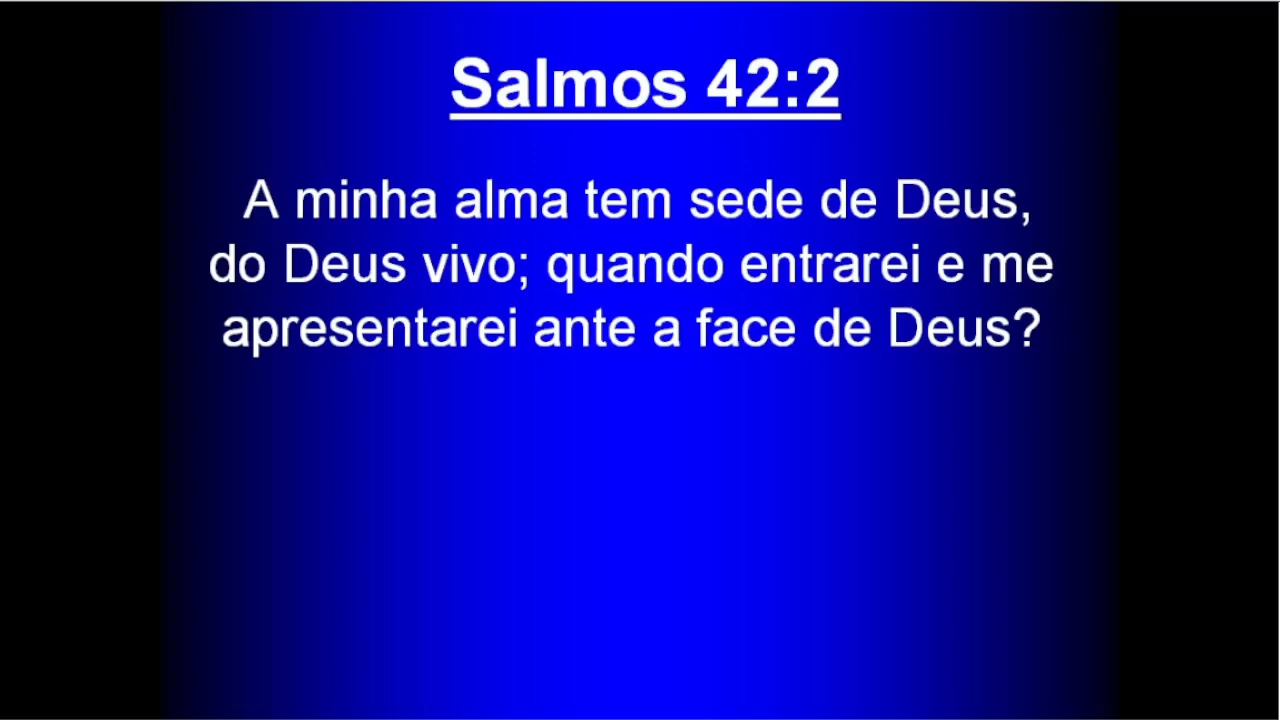 Salmos 42:2
A minha alma tem sede de Deus,
do Deus vivo; quando entrarei e me
apresentarei ante a face de Deus?